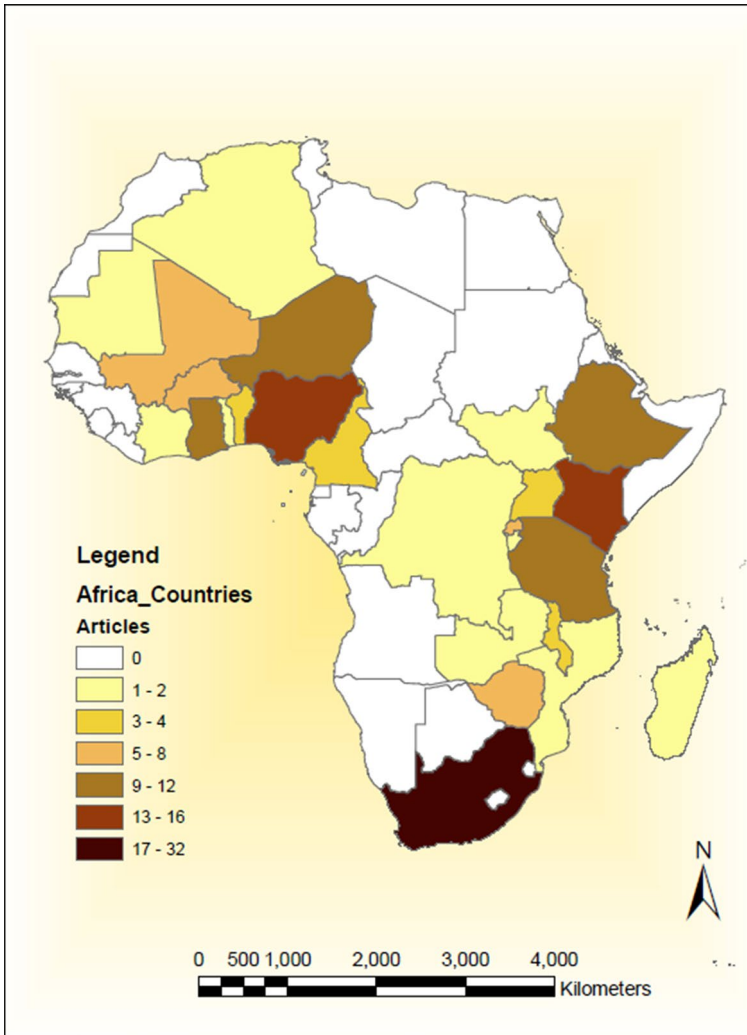 Legend
Africa_Countries
Articles
0
1 - 2
3 - 4
5 - 8
9 - 12
13 - 16
17 - 32
N
0 500 1,000 2,000 3,000 4,000
Kilometers